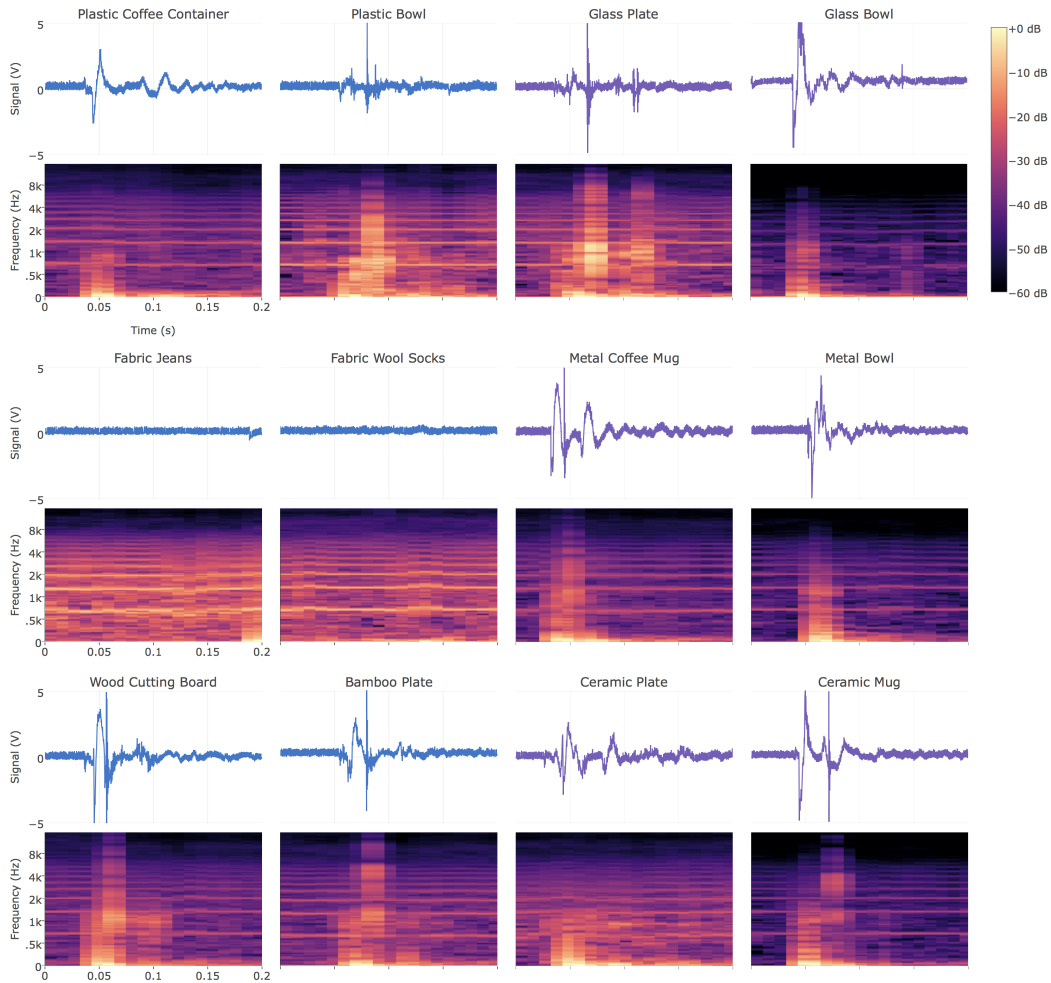 Plastic Coffee Container
Plastic Bowl
Glass Plate
Glass Bowl
5
0
−5
Signal (V)
8k
4k
2k
1k
.5k
0
Frequency (Hz)
0
0.05
0.1
0.15
0.2
Time (s)
+0 dB
−10 dB
−20 dB
−30 dB
−40 dB
−50 dB
−60 dB
Fabric Jeans
Fabric Wool Socks
Metal Coffee Mug
Metal Bowl
5
0
−5
Signal (V)
8k
4k
2k
1k
.5k
0
Frequency (Hz)
0
0.05
0.1
0.15
0.2
Wood Cutting Board
Bamboo Plate
Ceramic Plate
Ceramic Mug
5
0
−5
Signal (V)
8k
4k
2k
1k
.5k
0
Frequency (Hz)
0
0.05
0.1
0.15
0.2